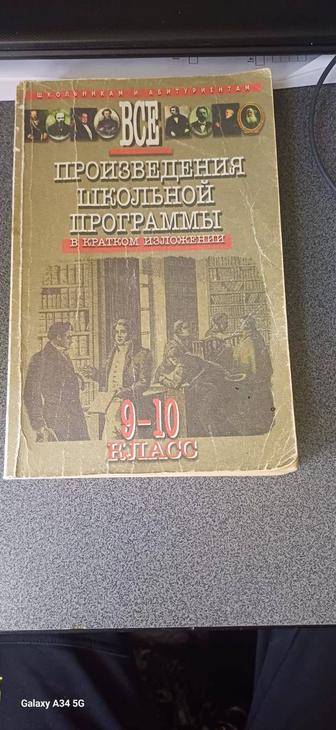 ШКОЛЬНИКАМ И АБИТУРИЕНТАМ
ВСЕ
ПРОИЗВЕДЕНИЯ
ШКОЛЬНОЙ
ПРОГРАММЫ
В КРАТКОМ ИЗЛОЖЕНИИ
9-10
КЛАСС
Galaxy A34 5G